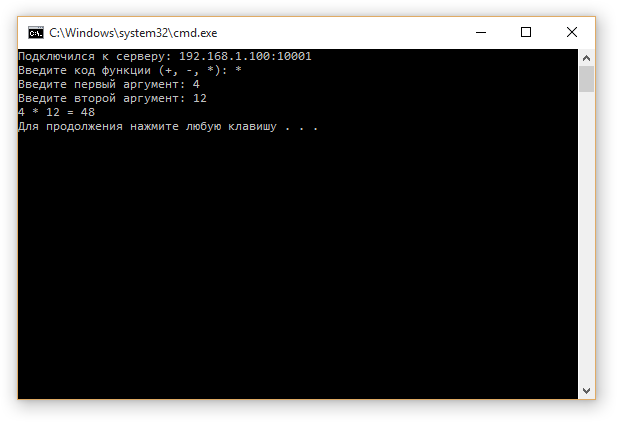 C:\Windows\system32\cmd.exe
Подключился к серверу: 192.168.1.100:10001
Введите код функции (+, -, *): *
Введите первый аргумент: 4
Введите второй аргумент: 12
4 * 12 = 48
Для продолжения нажмите любую клавишу . . .